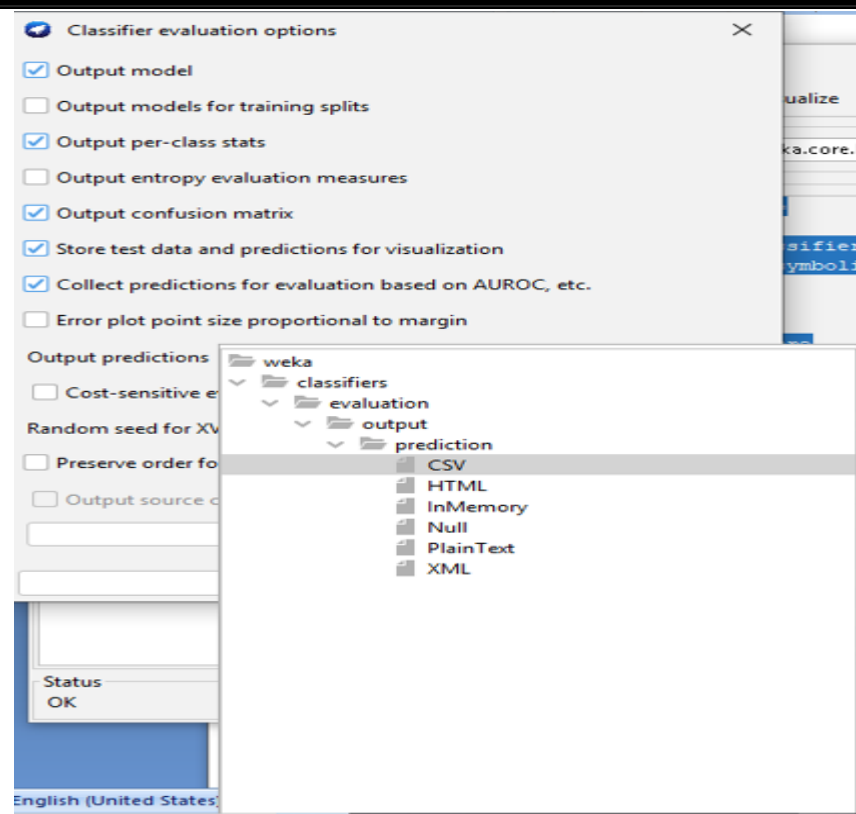 Classifier evaluation options
Output model
Output models for training splits
Output per-class stats
Output entropy evaluation measures
Output confusion matrix
Store test data and predictions for visualization
Collect predictions for evaluation based on AUROC, etc.
Error plot point size proportional to margin
Output predictions
Cost-sensitive e
Random seed for XV
Preserve order fo
Output source c
weka
classifiers
evaluation
output
prediction
CSV
HTML
InMemory
Null
PlainText
XML
ualize
ka.core.
sifier
ymboli
Status
OK
English (United States)